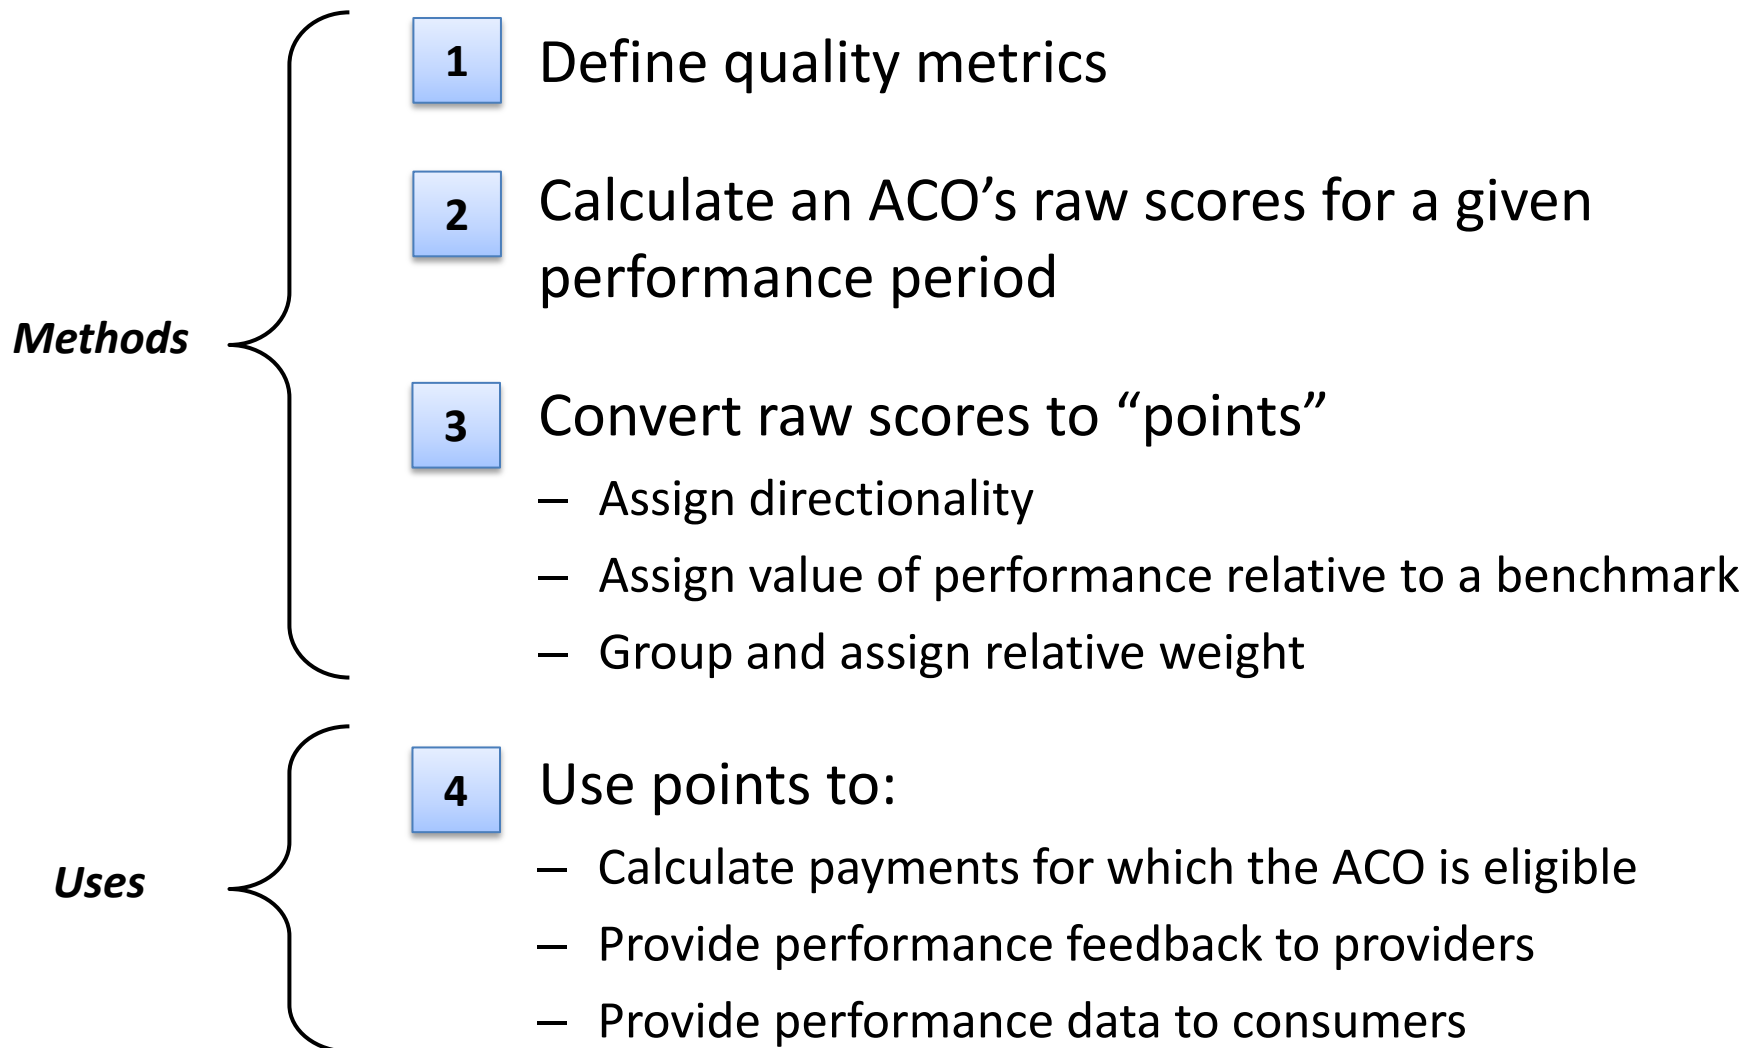 1 Define quality metrics
2 Calculate an ACO’s raw scores for a given
performance period
Methods
3 Convert raw scores to “points”
– Assign directionality
– Assign value of performance relative to a benchmark
– Group and assign relative weight
4 Use points to:
– Calculate payments for which the ACO is eligible
Uses
– Provide performance feedback to providers
– Provide performance data to consumers